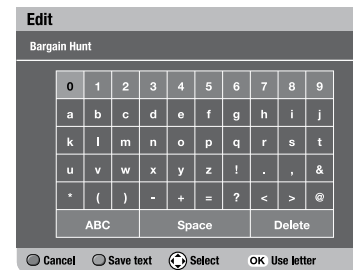 Edit
Bargain Hunt
0 1 2 3 4 5 6 7 8 9
a b c d e f g h i j
k l m n o p q r s t
u v w x y z ! . , &
* ( ) - + = ? < > @
ABC Space Delete
Cancel Save text Select OK Use letter